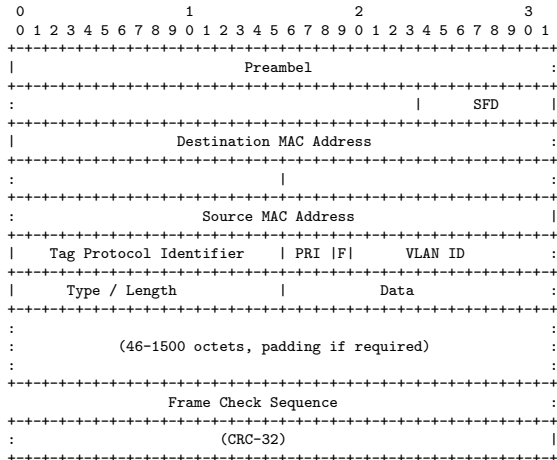 0                   1                   2                   3
0 1 2 3 4 5 6 7 8 9 0 1 2 3 4 5 6 7 8 9 0 1 2 3 4 5 6 7 8 9 0 1
+-+-+-+-+-+-+-+-+-+-+-+-+-+-+-+-+-+-+-+-+-+-+-+-+-+-+-+-+-+-+-+-+
|                           Preambel                            :
+-+-+-+-+-+-+-+-+-+-+-+-+-+-+-+-+-+-+-+-+-+-+-+-+-+-+-+-+-+-+-+-+
:                                               |      SFD      |
+-+-+-+-+-+-+-+-+-+-+-+-+-+-+-+-+-+-+-+-+-+-+-+-+-+-+-+-+-+-+-+-+
|                   Destination MAC Address                     :
+-+-+-+-+-+-+-+-+-+-+-+-+-+-+-+-+-+-+-+-+-+-+-+-+-+-+-+-+-+-+-+-+
:                               |                               :
+-+-+-+-+-+-+-+-+-+-+-+-+-+-+-+-+-+-+-+-+-+-+-+-+-+-+-+-+-+-+-+-+
:                      Source MAC Address                       |
+-+-+-+-+-+-+-+-+-+-+-+-+-+-+-+-+-+-+-+-+-+-+-+-+-+-+-+-+-+-+-+-+
|    Tag Protocol Identifier    | PRI |F|      VLAN ID          :
+-+-+-+-+-+-+-+-+-+-+-+-+-+-+-+-+-+-+-+-+-+-+-+-+-+-+-+-+-+-+-+-+
|      Type / Length            |           Data                :
+-+-+-+-+-+-+-+-+-+-+-+-+-+-+-+-+-+-+-+-+-+-+-+-+-+-+-+-+-+-+-+-+
:                                                               :
:            (46-1500 octets, padding if required)              :
:                                                               :
+-+-+-+-+-+-+-+-+-+-+-+-+-+-+-+-+-+-+-+-+-+-+-+-+-+-+-+-+-+-+-+-+
|                  Frame Check Sequence                         :
+-+-+-+-+-+-+-+-+-+-+-+-+-+-+-+-+-+-+-+-+-+-+-+-+-+-+-+-+-+-+-+-+
:                        (CRC-32)                               |
+-+-+-+-+-+-+-+-+-+-+-+-+-+-+-+-+-+-+-+-+-+-+-+-+-+-+-+-+-+-+-+-+